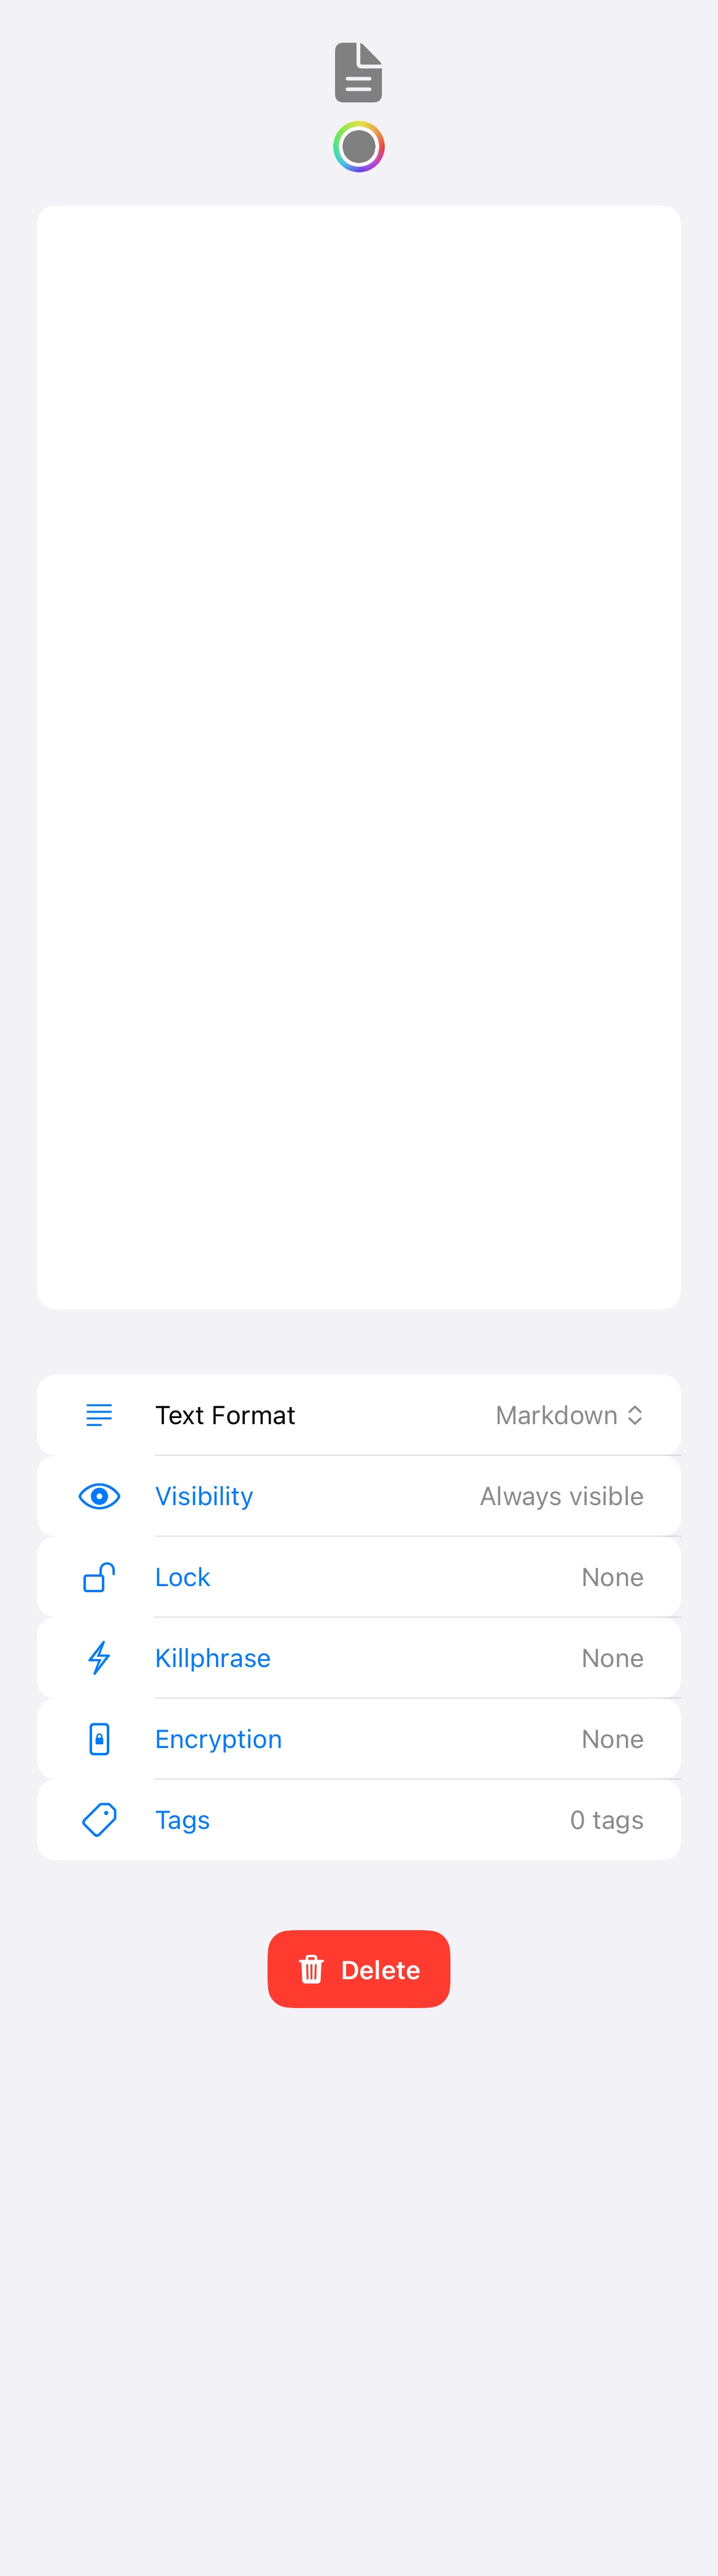 Text Format Markdown
Visibility Always visible
Lock None
Killphrase None
Encryption None
Tags 0 tags
Delete